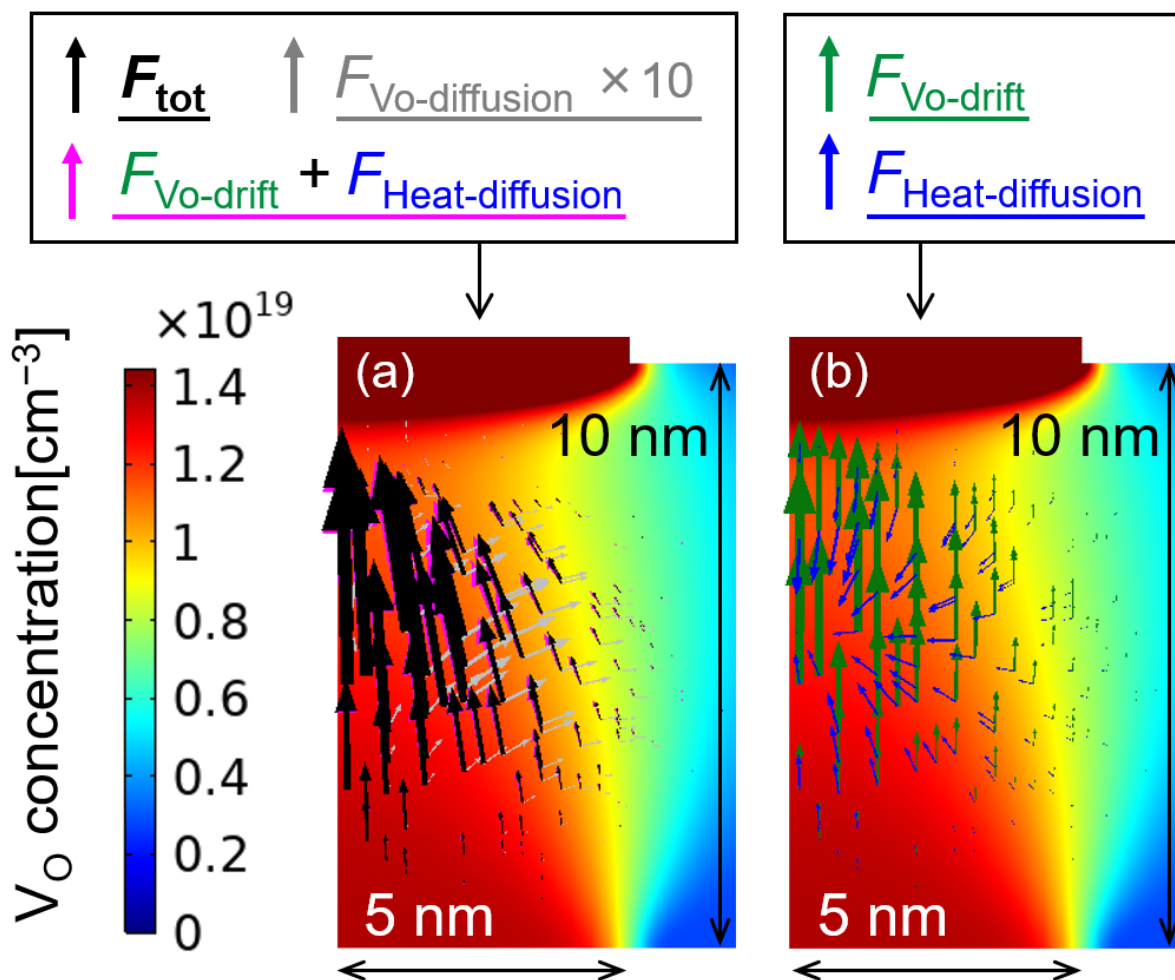 F_tot F_Vo-diffusion × 10
F_Vo-drift + F_Heat-diffusion
F_Vo-drift
F_Heat-diffusion
V_O concentration[cm⁻³]
×10¹⁹
1.4
1.2
1
0.8
0.6
0.4
0.2
0
(a)
10 nm
5 nm
(b)
10 nm
5 nm